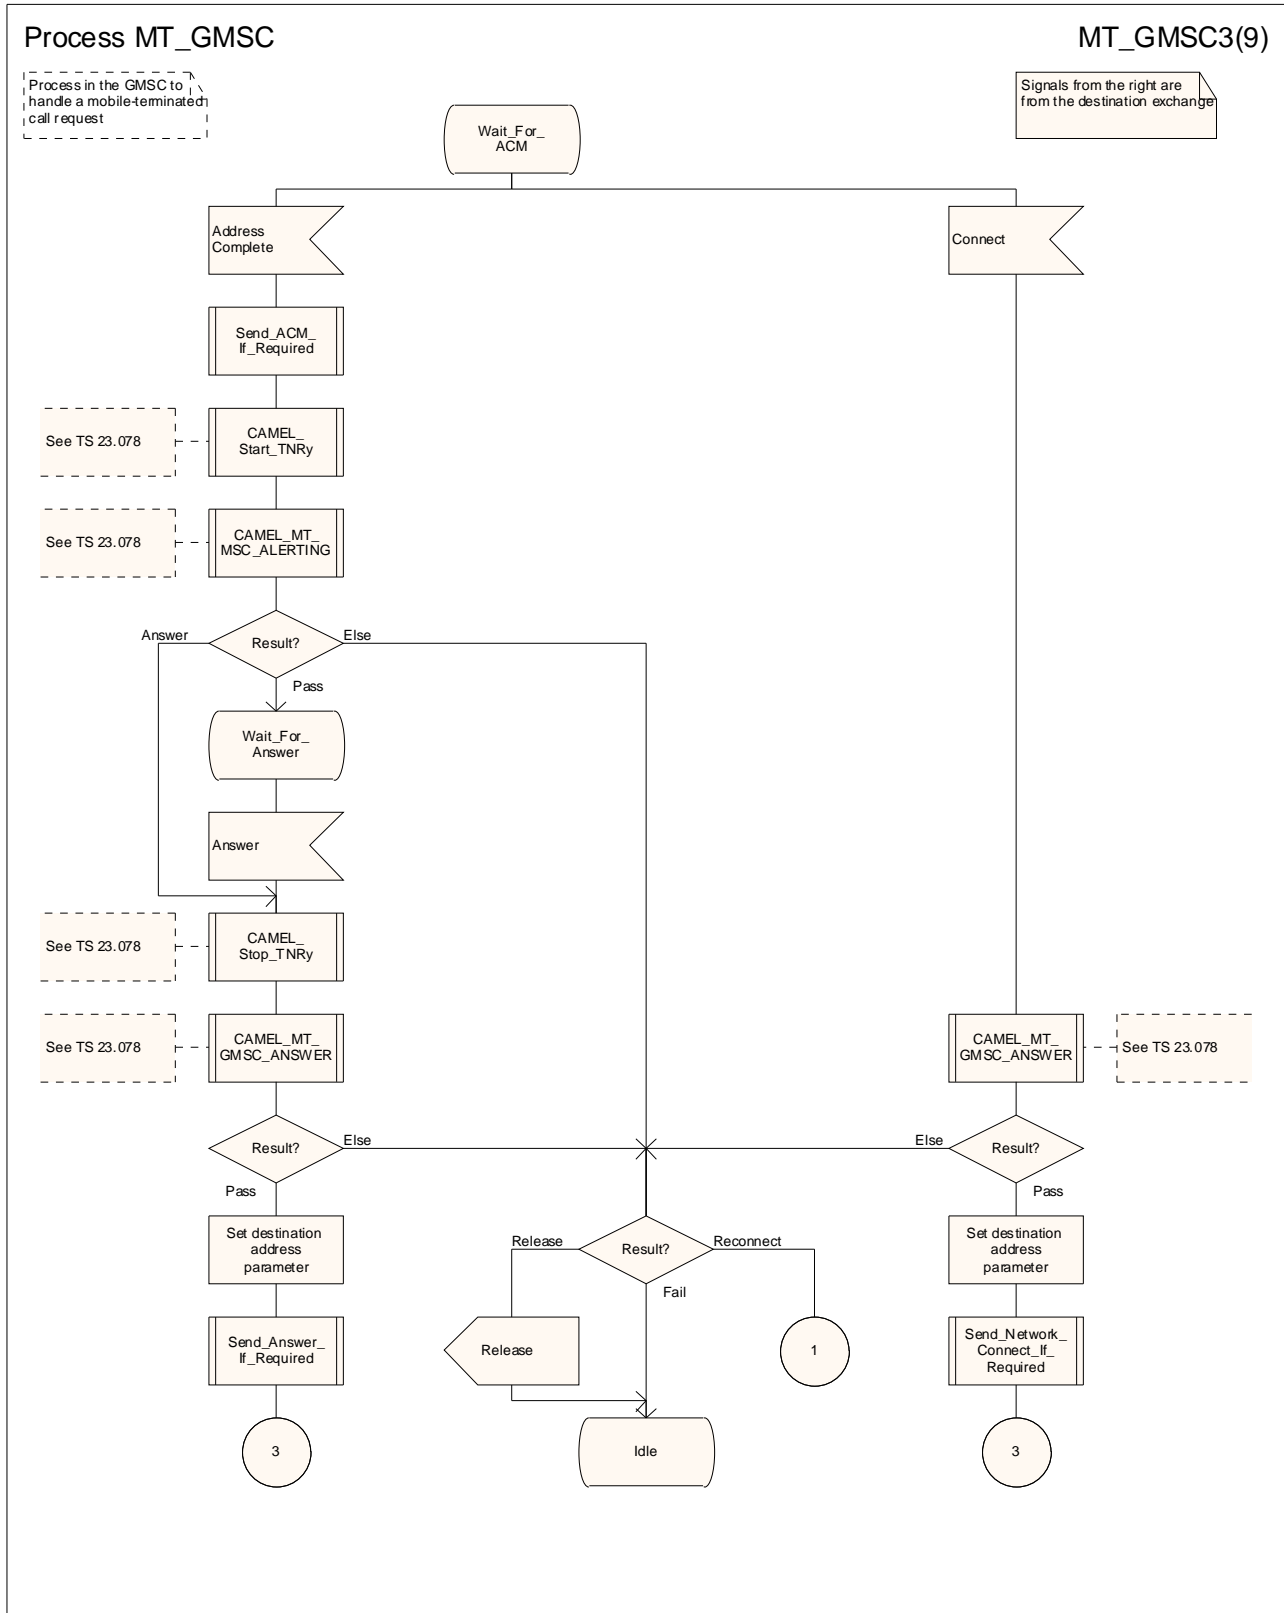 Process MT_GMSC
MT_GMSC3(9)
Process in the GMSC to
handle a mobile-terminated
call request
Signals from the right are
from the destination exchange
Wait_For_
ACM
Address
Complete
Connect
Send_ACM_
If_Required
See TS 23.078
CAMEL_
Start_TNRy
See TS 23.078
CAMEL_MT_
MSC_ALERTING
Answer
Result?
Else
Pass
Wait_For_
Answer
Answer
See TS 23.078
CAMEL_
Stop_TNRy
See TS 23.078
CAMEL_MT_
GMSC_ANSWER
CAMEL_MT_
GMSC_ANSWER
See TS 23.078
Result?
Else
Else
Result?
Pass
Pass
Set destination
address
parameter
Release
Result?
Reconnect
Fail
Set destination
address
parameter
Send_Answer_
If_Required
Release
1
Send_Network_
Connect_If_
Required
3
Idle
3